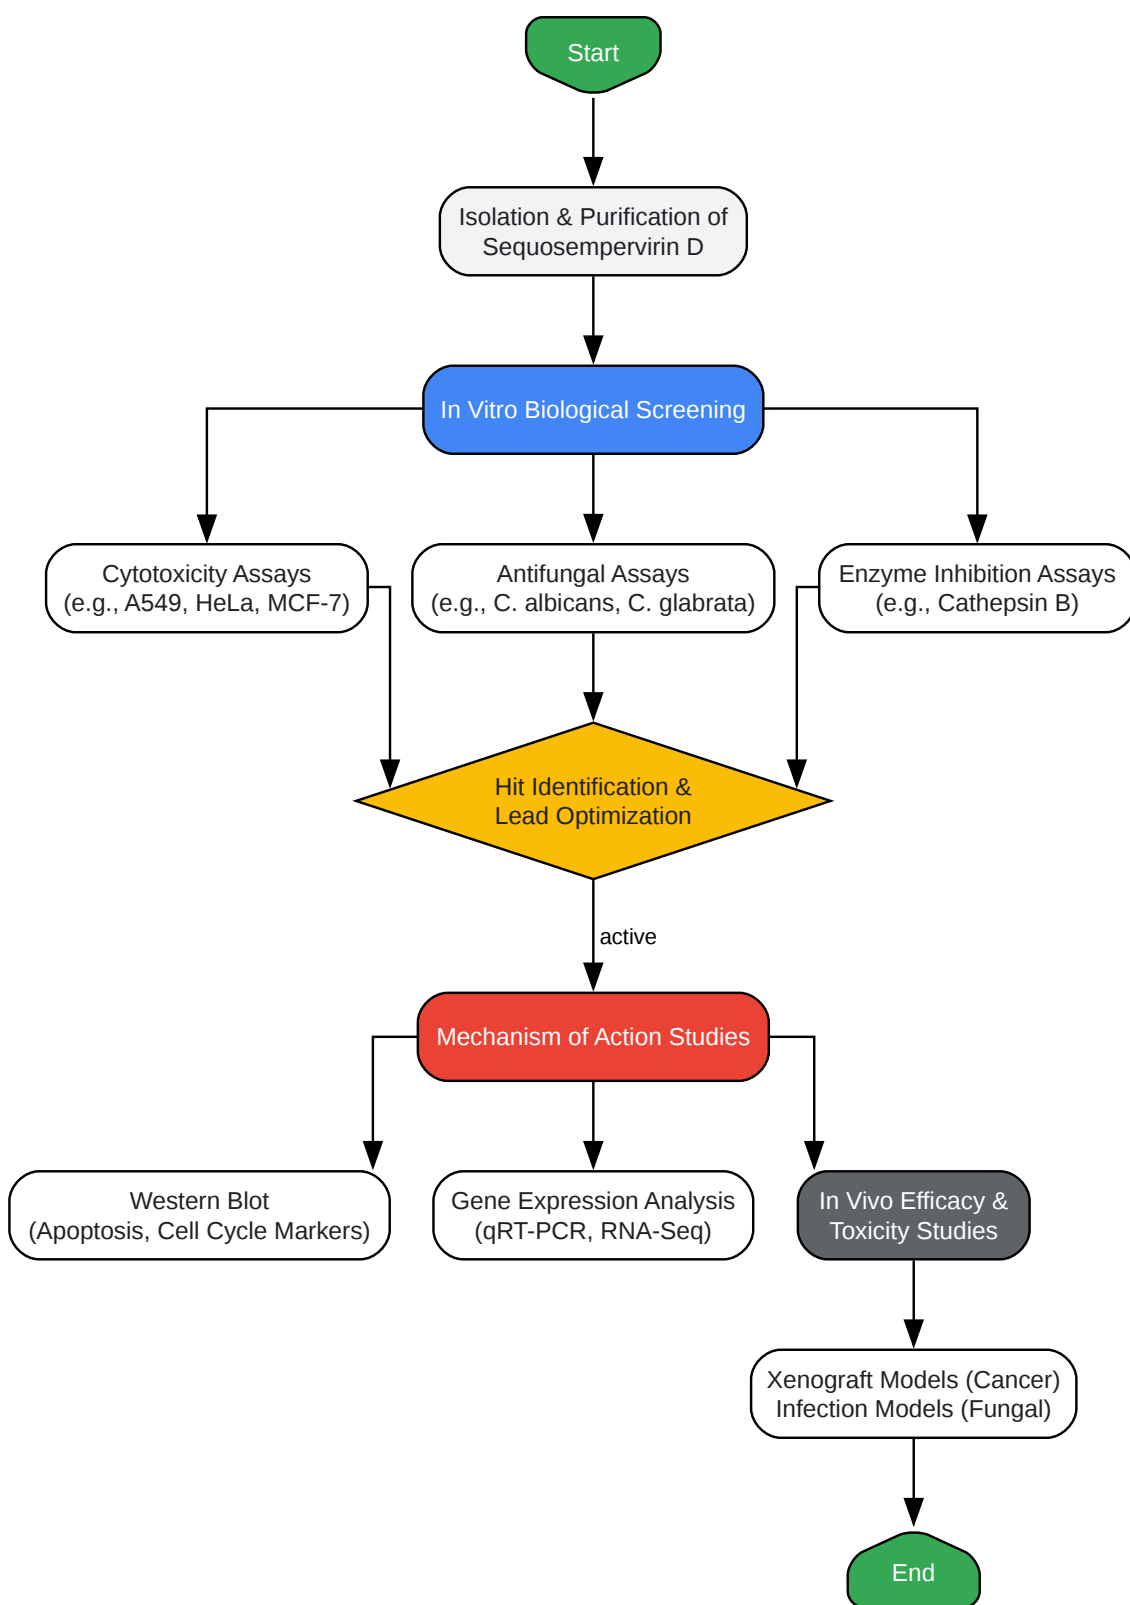 Start
Isolation & Purification of
Sequosempervirin D
In Vitro Biological Screening
Cytotoxicity Assays
(e.g., A549, HeLa, MCF-7)
Antifungal Assays
(e.g., C. albicans, C. glabrata)
Enzyme Inhibition Assays
(e.g., Cathepsin B)
Hit Identification &
Lead Optimization
active
Mechanism of Action Studies
Western Blot
(Apoptosis, Cell Cycle Markers)
Gene Expression Analysis
(qRT-PCR, RNA-Seq)
In Vivo Efficacy &
Toxicity Studies
Xenograft Models (Cancer)
Infection Models (Fungal)
End